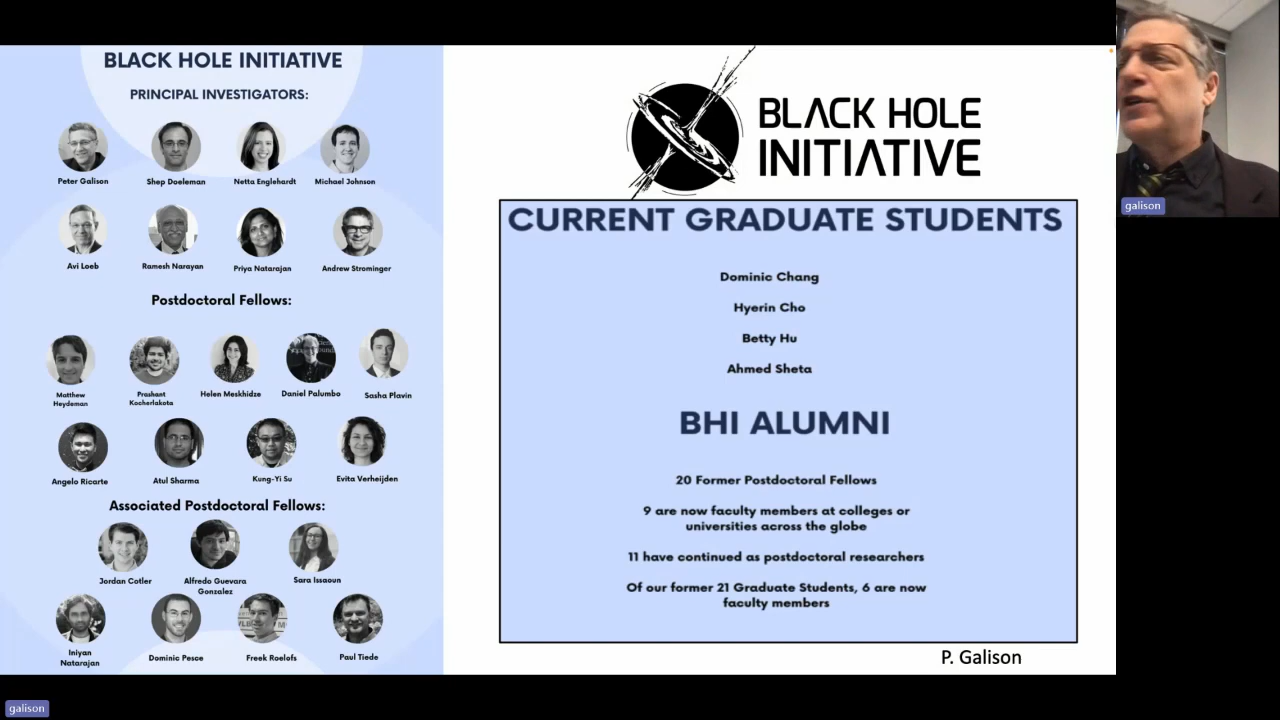 BLACK HOLE INITIATIVE
PRINCIPAL INVESTIGATORS:
Peter Galison
Shep Doeleman
Netta Englehardt
Michael Johnson
Avi Loeb
Ramesh Narayan
Priya Natarajan
Andrew Strominger
Postdoctoral Fellows:
Matthew
Heydeman
Prashant
Kocherlakota
Helen Meskhidze
Daniel Palumbo
Sasha Plavin
Angelo Ricarte
Atul Sharma
Kung-Yi Su
Evita Verheijden
Associated Postdoctoral Fellows:
Jordan Cotler
Alfredo Guevara
Gonzalez
Sara Issaoun
Iniyan
Natarajan
Dominic Pesce
Freek Roelofs
Paul Tiede
BLACK HOLE
INITIATIVE
CURRENT GRADUATE STUDENTS
Dominic Chang
Hyerin Cho
Betty Hu
Ahmed Sheta
BHI ALUMNI
20 Former Postdoctoral Fellows
9 are now faculty members at colleges or
universities across the globe
11 have continued as postdoctoral researchers
Of our former 21 Graduate Students, 6 are now
faculty members
P. Galison
galison
galison